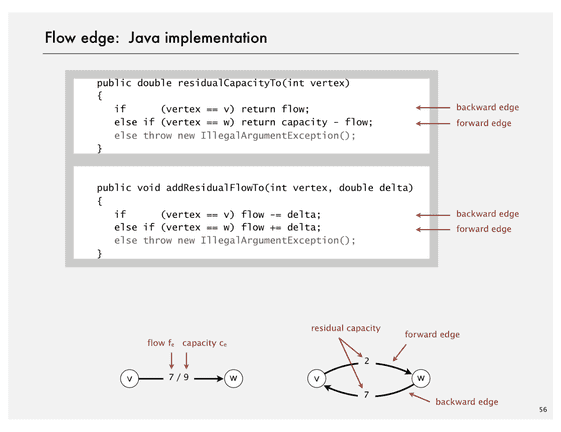 Flow edge: Java implementation
public double residualCapacityTo(int vertex)
{
if (vertex == v) return flow;
backward edge
else if (vertex == w) return capacity - flow;
forward edge
else throw new IllegalArgumentException();
}
public void addResidualFlowTo(int vertex, double delta)
{
if (vertex == v) flow -= delta;
backward edge
else if (vertex == w) flow += delta;
forward edge
else throw new IllegalArgumentException();
}
flow fₑ capacity cₑ
v 7 / 9 w
residual capacity
forward edge
2
v w
7
backward edge
56